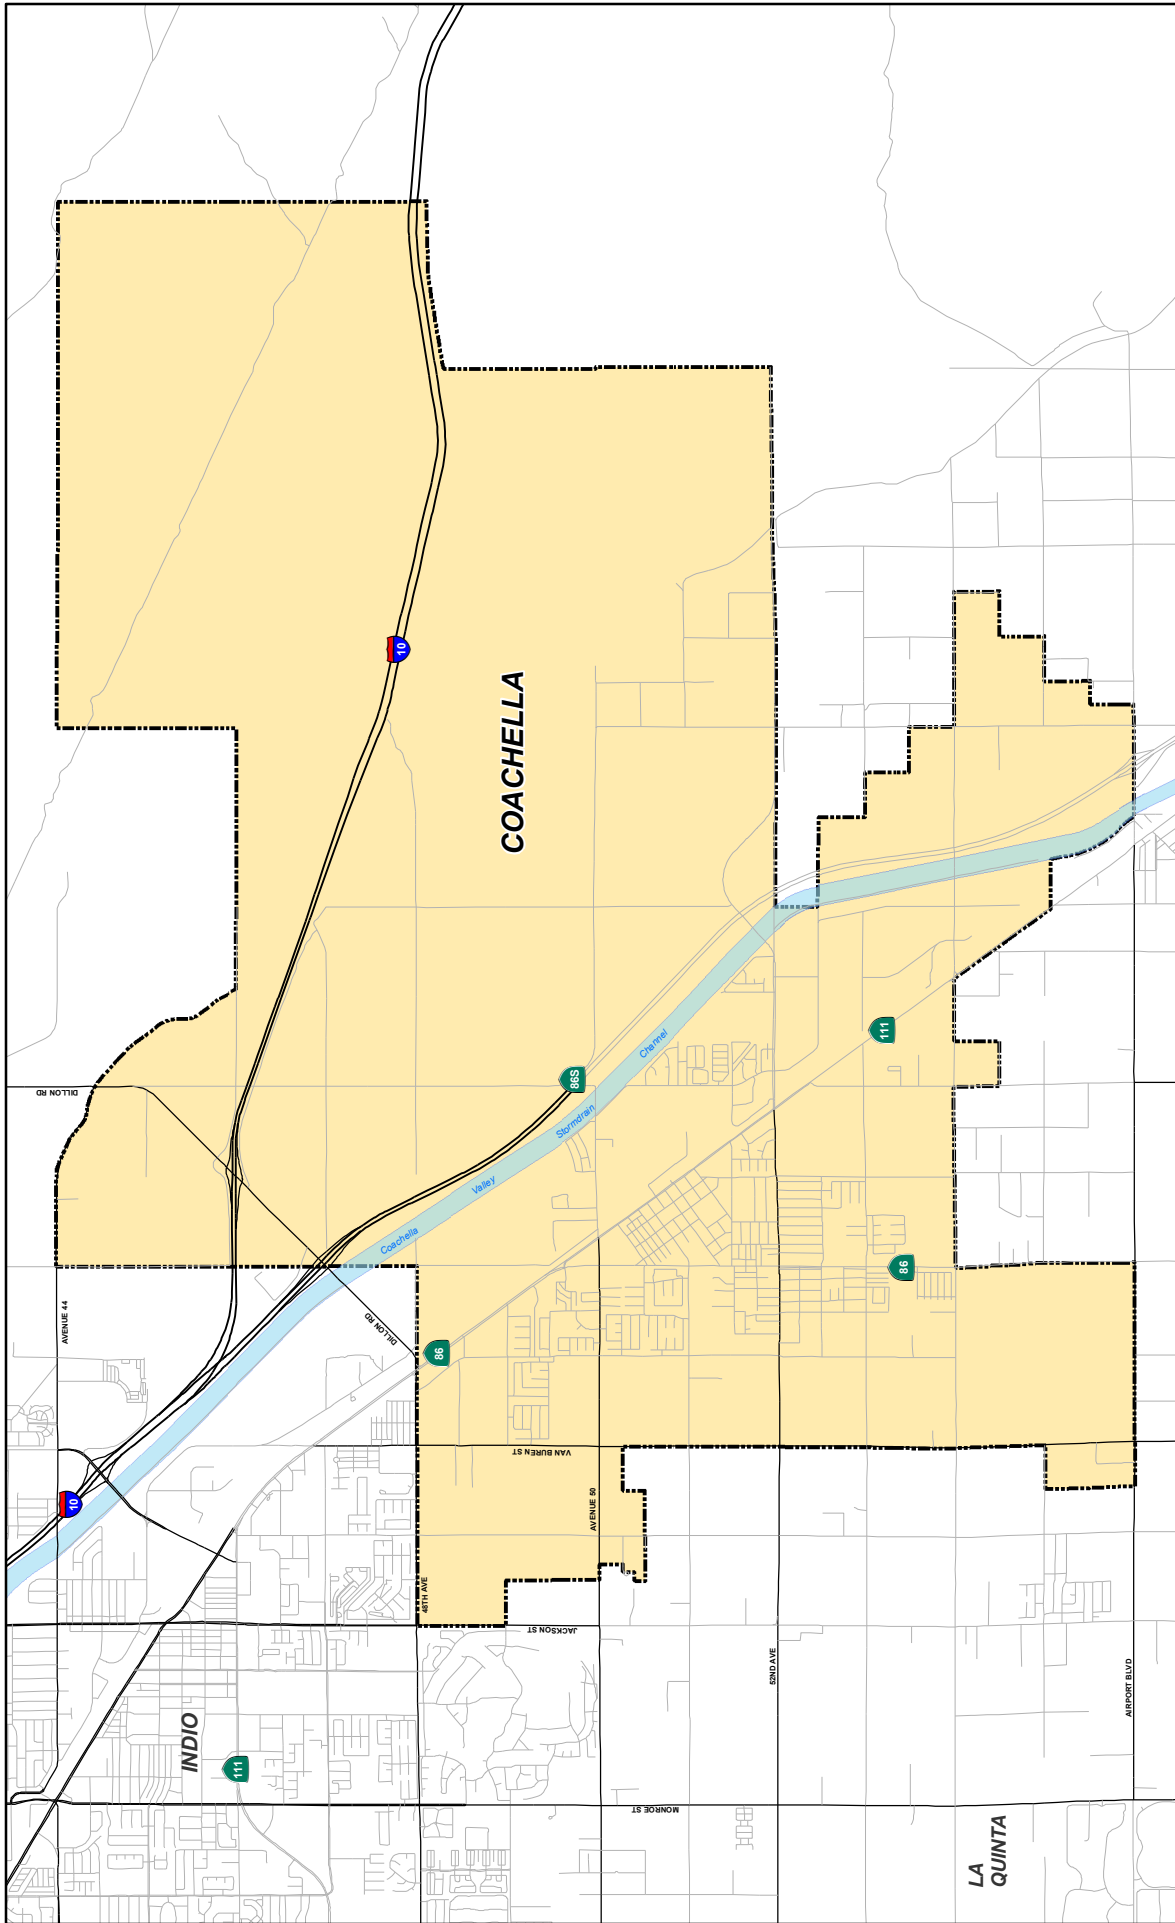 DILLON RD
10
COACHELLA
86S
Channel
Stormdrain
Valley
Coachella
111
86
AVENUE 44
DILLON RD
86
10
VAN BUREN ST
AVENUE 50
48TH AVE
JACKSON ST
52ND AVE
AIRPORT BLVD
INDIO
111
MONROE ST
LA
QUINTA